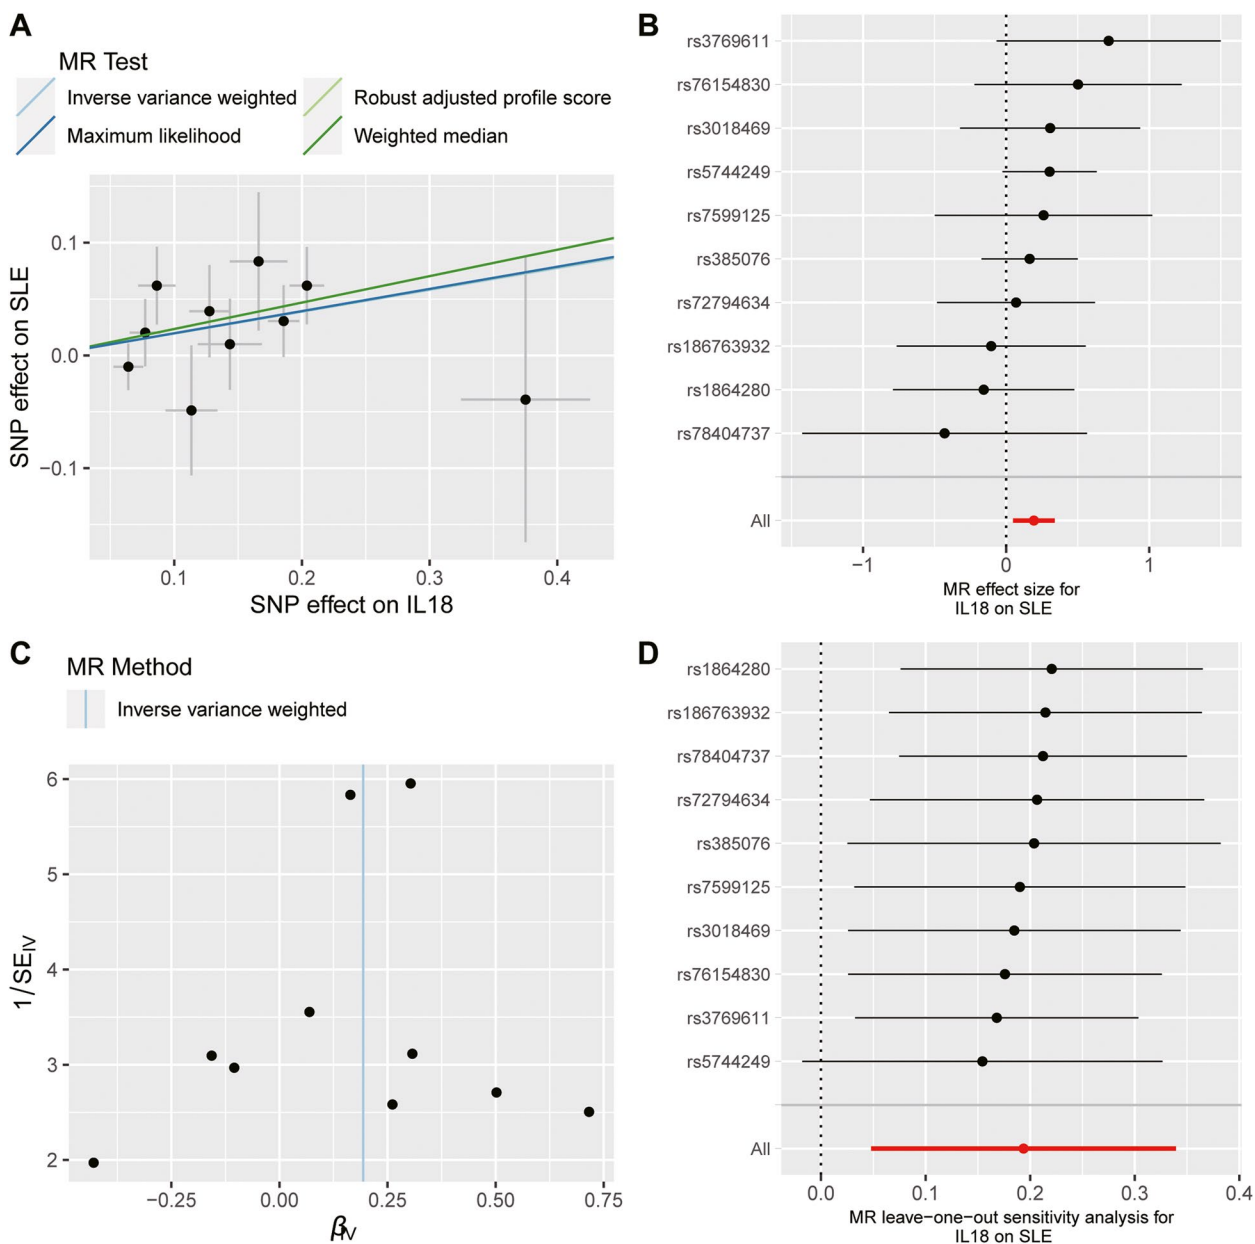 A
MR Test
Inverse variance weighted
Robust adjusted profile score
Maximum likelihood
Weighted median
SNP effect on SLE
0.1
0.0
−0.1
0.1
0.2
0.3
0.4
SNP effect on IL18
B
rs3769611
rs76154830
rs3018469
rs5744249
rs7599125
rs385076
rs72794634
rs186763932
rs1864280
rs78404737
All
−1
0
1
MR effect size for
IL18 on SLE
C
MR Method
Inverse variance weighted
1/SEIV
6
5
4
3
2
−0.25
0.00
0.25
0.50
0.75
βIV
D
rs1864280
rs186763932
rs78404737
rs72794634
rs385076
rs7599125
rs3018469
rs76154830
rs3769611
rs5744249
All
0.0
0.1
0.2
0.3
0.4
MR leave−one−out sensitivity analysis for
IL18 on SLE